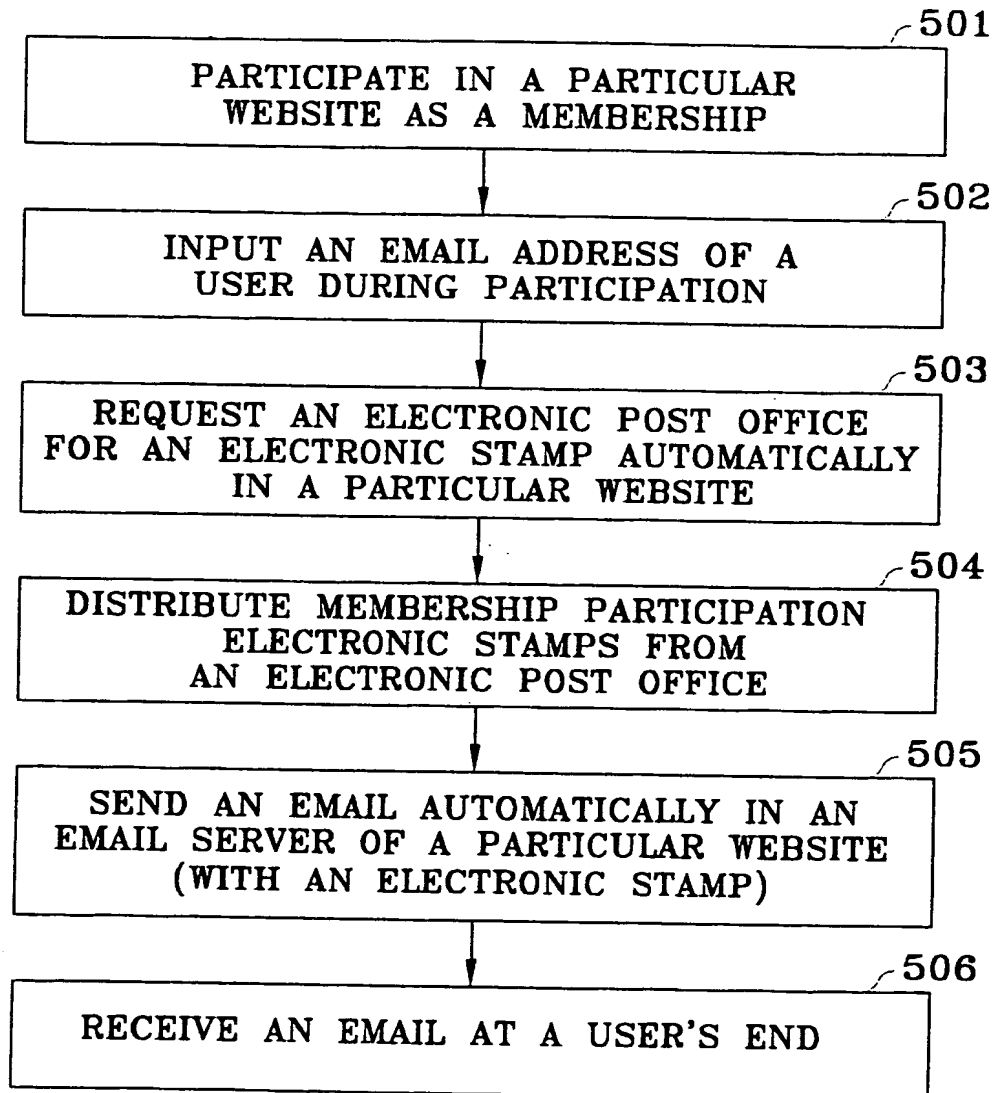 501
PARTICIPATE IN A PARTICULAR
WEBSITE AS A MEMBERSHIP
502
INPUT AN EMAIL ADDRESS OF A
USER DURING PARTICIPATION
503
REQUEST AN ELECTRONIC POST OFFICE
FOR AN ELECTRONIC STAMP AUTOMATICALLY
IN A PARTICULAR WEBSITE
504
DISTRIBUTE MEMBERSHIP PARTICIPATION
ELECTRONIC STAMPS FROM
AN ELECTRONIC POST OFFICE
505
SEND AN EMAIL AUTOMATICALLY IN AN
EMAIL SERVER OF A PARTICULAR WEBSITE
(WITH AN ELECTRONIC STAMP)
506
RECEIVE AN EMAIL AT A USER'S END